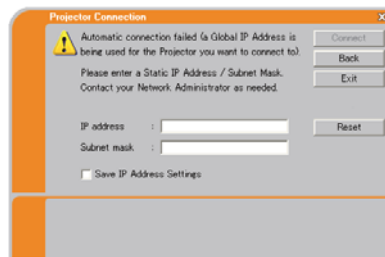 Projector Connection
Automatic connection failed (a Global IP Address is
being used for the Projector you want to connect to).
Please enter a Static IP Address / Subnet Mask.
Contact your Network Administrator as needed.
Connect
Back
Exit
IP address :
Reset
Subnet mask :
Save IP Address Settings